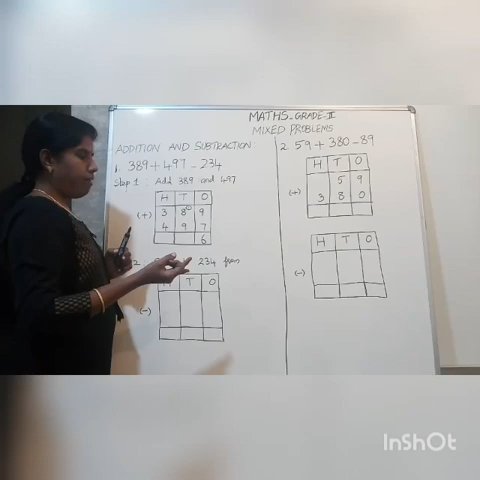 MATHS-GRADE-II
MIXED PROBLEMS
ADDITION AND SUBTRACTION:
1. 389 + 497 - 234
Step 1: Add 389 and 497
H T O
(+) 3 8 9
4 9 7
6
2 234 from
H T O
(-)
2. 59 + 380 - 89
H T O
(+) 5 9
3 8 0
H T O
(-)
InShOt